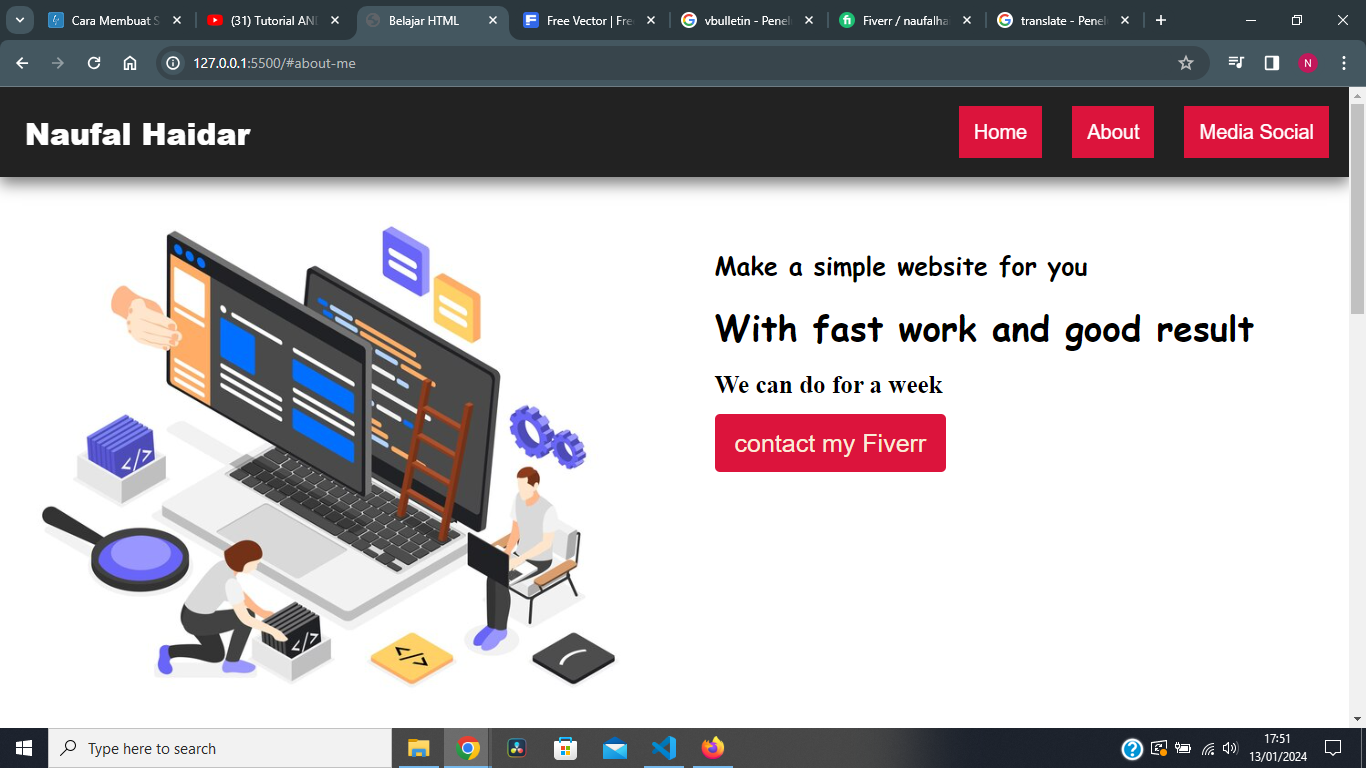 Cara Membuat S
(31) Tutorial ANI
Belajar HTML
Free Vector | Fre
vbulletin - Penel
Fiverr / naufalha
translate - Penel
127.0.0.1:5500/#about-me
N
Naufal Haidar
Home
About
Media Social
Make a simple website for you
With fast work and good result
We can do for a week
contact my Fiverr
</>
</>
</>
Type here to search
17:51
13/01/2024